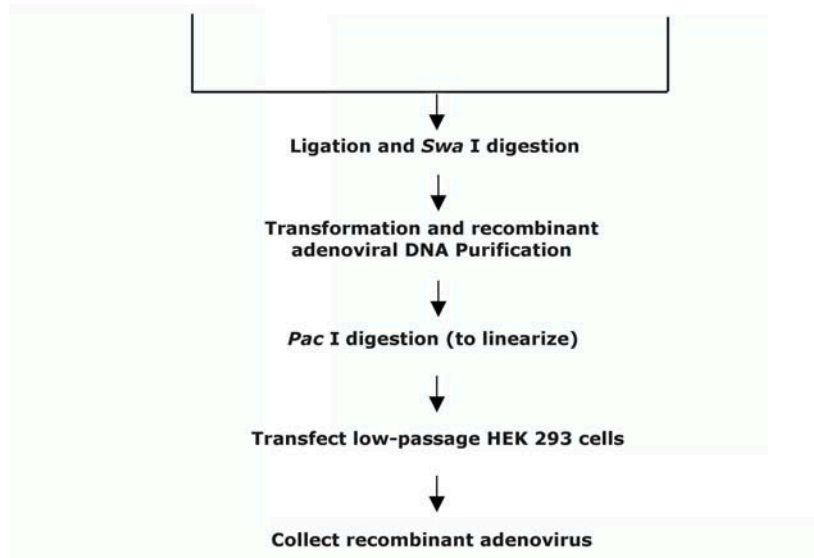 Ligation and Swa I digestion
Transformation and recombinant
adenoviral DNA Purification
Pac I digestion (to linearize)
Transfect low-passage HEK 293 cells
Collect recombinant adenovirus